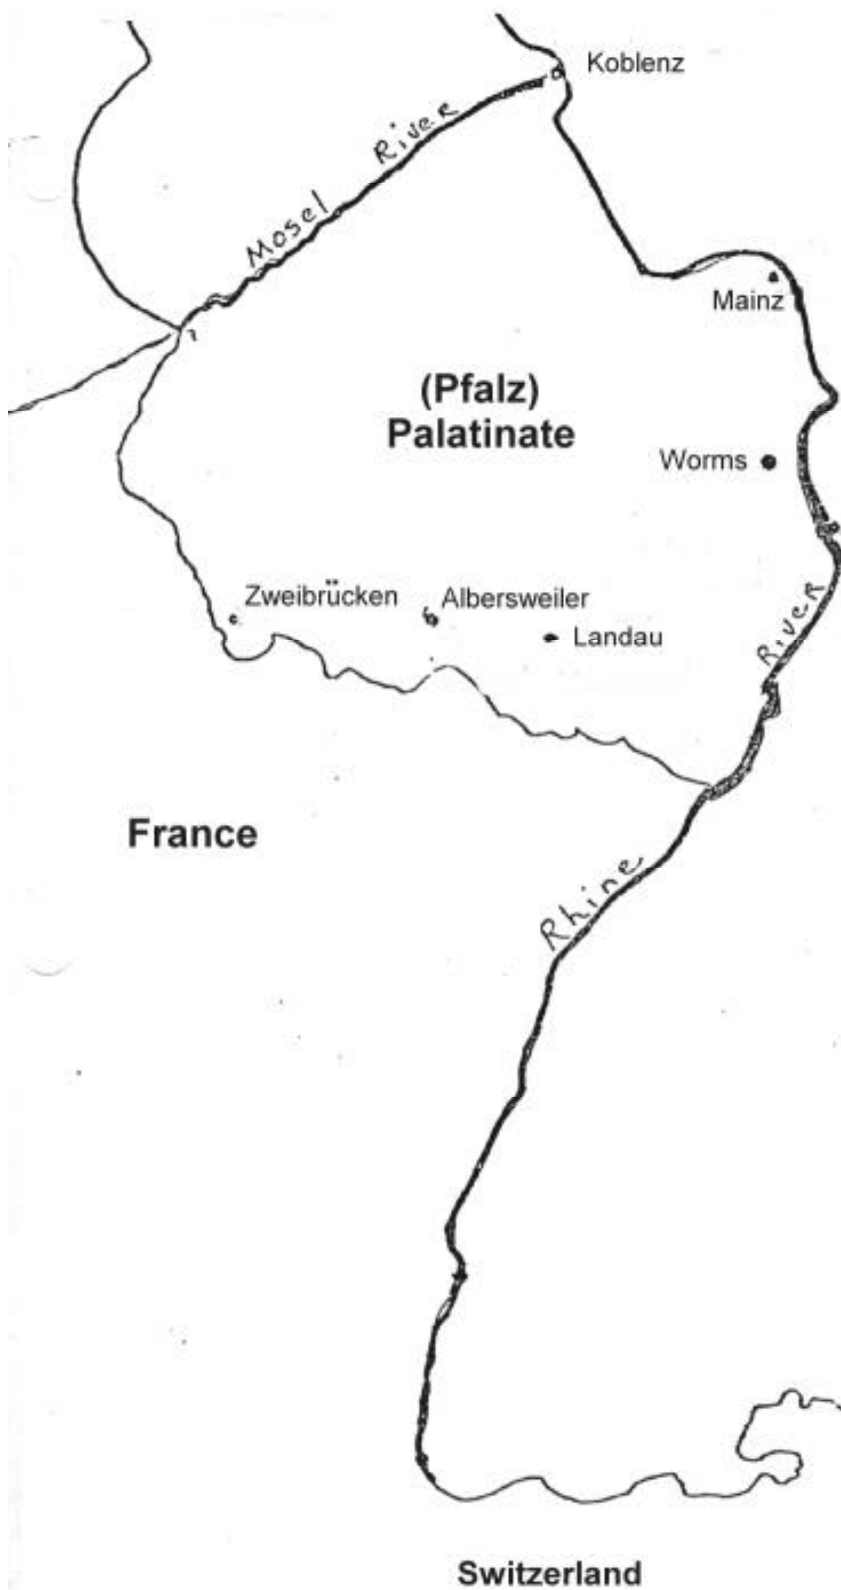 Koblenz
Mosel River
Mainz
(Pfalz)
Palatinate
Worms
Zweibrücken
Albersweiler
Landau
Rhine River
France
Switzerland